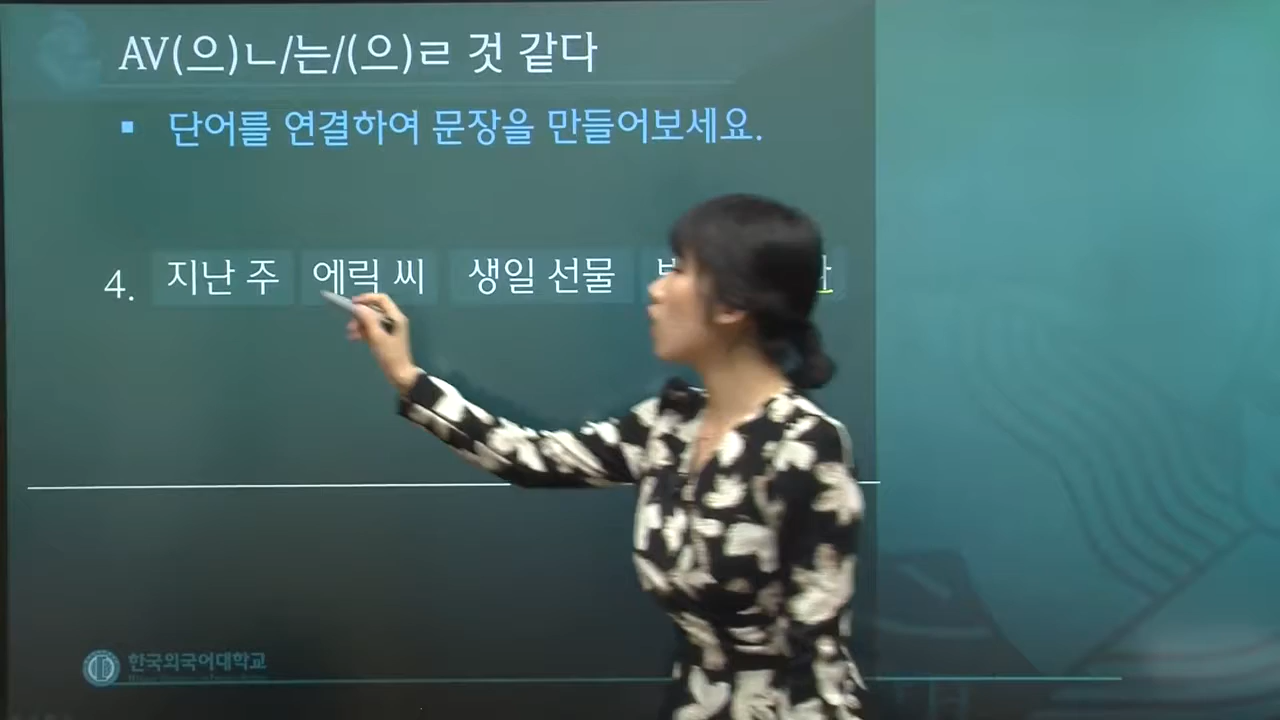 AV(으)ㄴ/는/(으)ㄹ 것 같다
▪ 단어를 연결하여 문장을 만들어보세요.
4. 지난 주 에릭 씨 생일 선물
한국외국어대학교